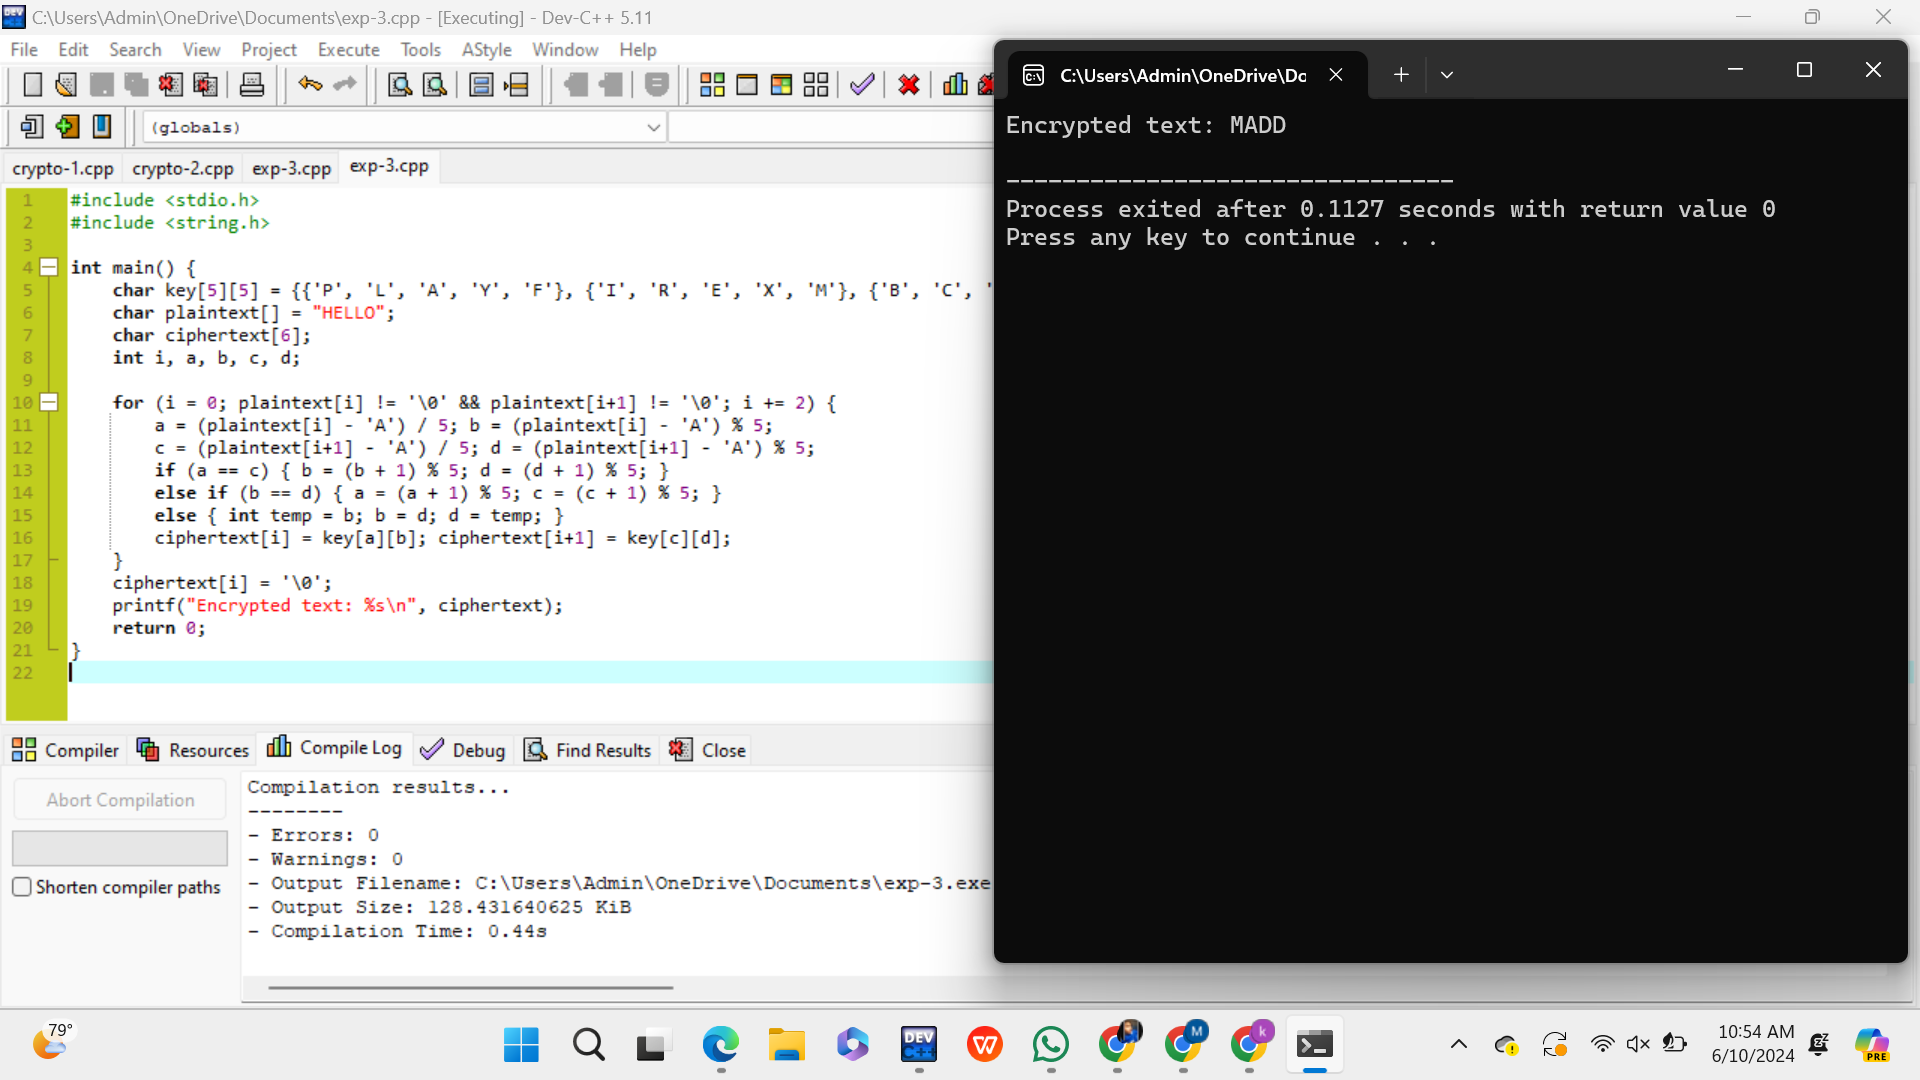 C:\Users\Admin\OneDrive\Documents\exp-3.cpp - [Executing] - Dev-C++ 5.11
File Edit Search View Project Execute Tools AStyle Window Help
(globals)
crypto-1.cpp crypto-2.cpp exp-3.cpp exp-3.cpp
1 #include <stdio.h>
2 #include <string.h>
3
4 int main() {
5 char key[5][5] = {{'P', 'L', 'A', 'Y', 'F'}, {'I', 'R', 'E', 'X', 'M'}, {'B', 'C', '
6 char plaintext[] = "HELLO";
7 char ciphertext[6];
8 int i, a, b, c, d;
9
10 for (i = 0; plaintext[i] != '\0' && plaintext[i+1] != '\0'; i += 2) {
11 a = (plaintext[i] - 'A') / 5; b = (plaintext[i] - 'A') % 5;
12 c = (plaintext[i+1] - 'A') / 5; d = (plaintext[i+1] - 'A') % 5;
13 if (a == c) { b = (b + 1) % 5; d = (d + 1) % 5; }
14 else if (b == d) { a = (a + 1) % 5; c = (c + 1) % 5; }
15 else { int temp = b; b = d; d = temp; }
16 ciphertext[i] = key[a][b]; ciphertext[i+1] = key[c][d];
17 }
18 ciphertext[i] = '\0';
19 printf("Encrypted text: %s\n", ciphertext);
20 return 0;
21 }
22
Compiler Resources Compile Log Debug Find Results Close
Abort Compilation
Shorten compiler paths
Compilation results...
--------
- Errors: 0
- Warnings: 0
- Output Filename: C:\Users\Admin\OneDrive\Documents\exp-3.exe
- Output Size: 128.431640625 KiB
- Compilation Time: 0.44s
C:\Users\Admin\OneDrive\Dc
Encrypted text: MADD
--------------------------------
Process exited after 0.1127 seconds with return value 0
Press any key to continue . . .
79°
DEV
C++
M
k
10:54 AM
6/10/2024
PRE